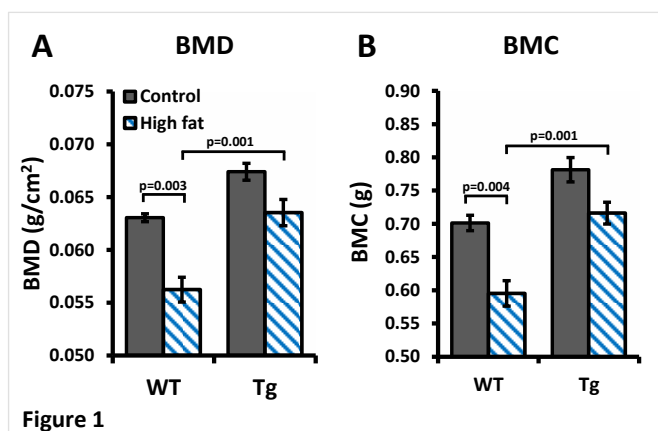 A
BMD
BMD (g/cm²)
0.075
0.070
0.065
0.060
0.055
0.050
Control
High fat
p=0.003
p=0.001
WT
Tg
B
BMC
BMC (g)
0.90
0.85
0.80
0.75
0.70
0.65
0.60
0.55
0.50
p=0.004
p=0.001
WT
Tg
Figure 1